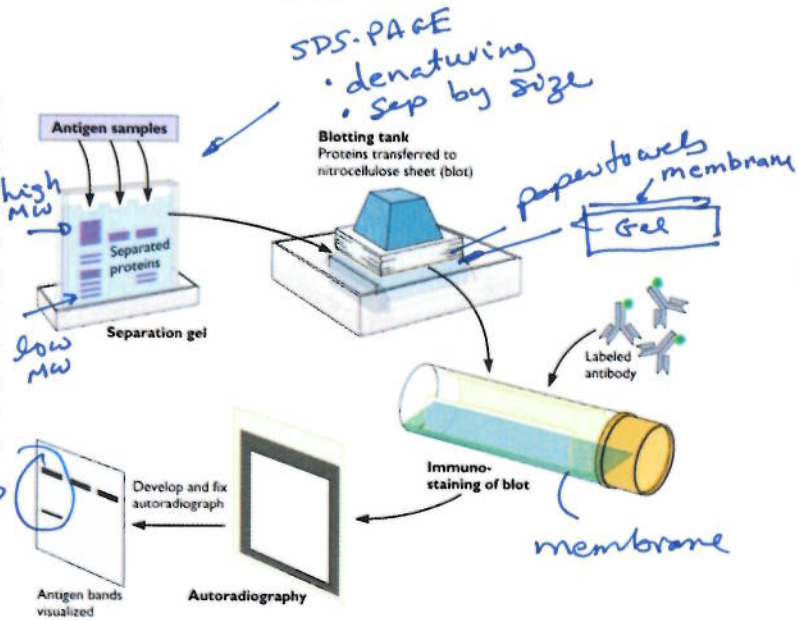 SDS-PAGE
• denaturing
• sep by size
Antigen samples
Blotting tank
Proteins transferred to
nitrocellulose sheet (blot)
paper towels
membrane
Gel
high
MW
Separated
proteins
low
MW
Separation gel
Labeled
antibody
Immuno-
staining of blot
membrane
Develop and fix
autoradiograph
Antigen bands
visualized
Autoradiography